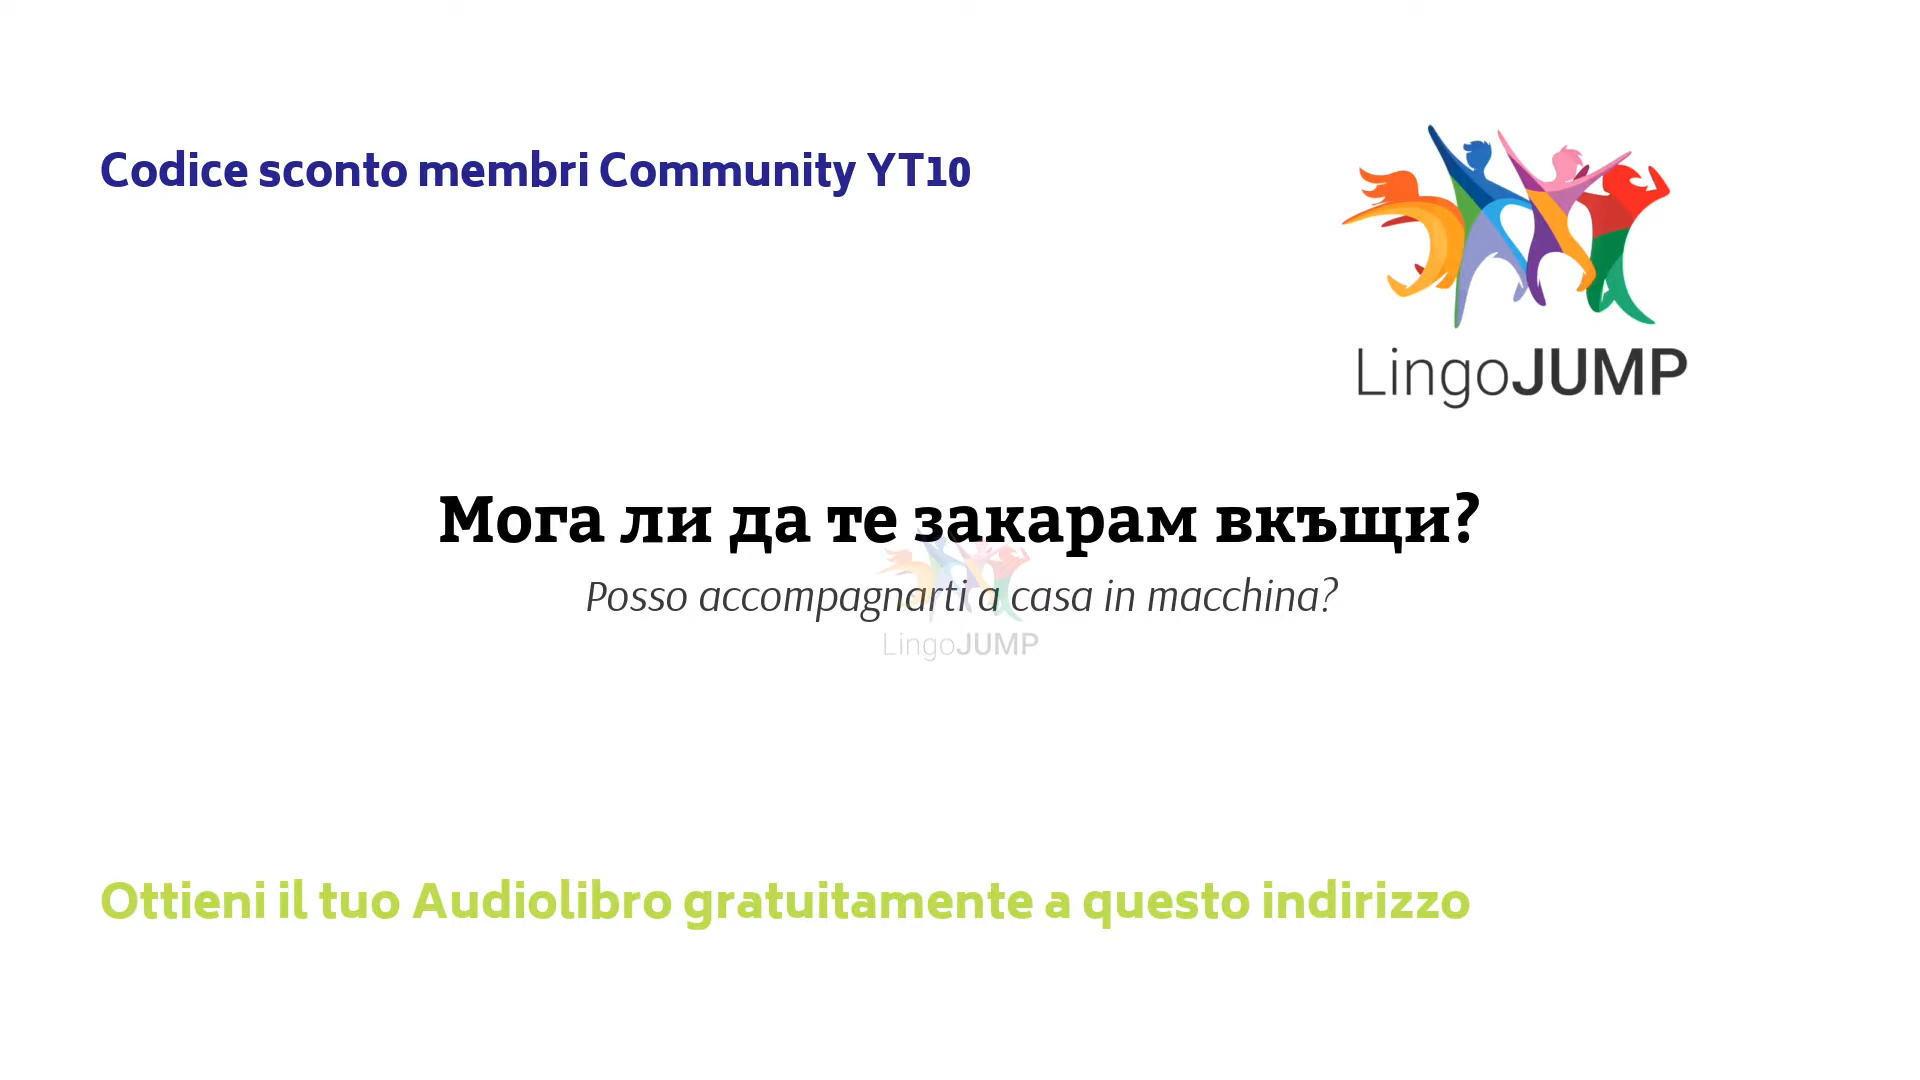 Codice sconto membri Community YT10
LingoJUMP
Мога ли да те закарам вкъщи?
Posso accompagnarti a casa in macchina?
LingoJUMP
Ottieni il tuo Audiolibro gratuitamente a questo indirizzo